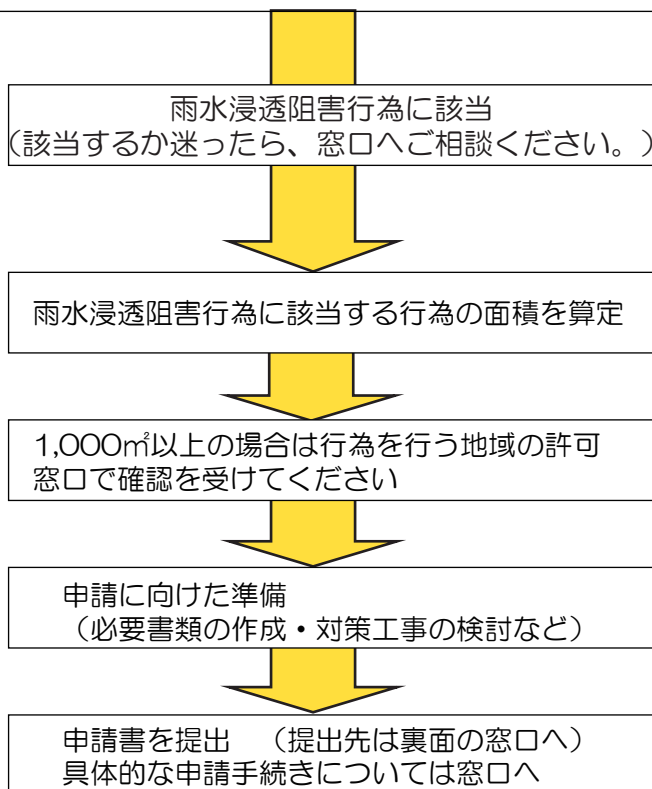 雨水浸透阻害行為に該当
（該当するか迷ったら、窓口へご相談ください。）
雨水浸透阻害行為に該当する行為の面積を算定
1,000㎡以上の場合は行為を行う地域の許可
窓口で確認を受けてください
申請に向けた準備
（必要書類の作成・対策工事の検討など）
申請書を提出　（提出先は裏面の窓口へ）
具体的な申請手続きについては窓口へ